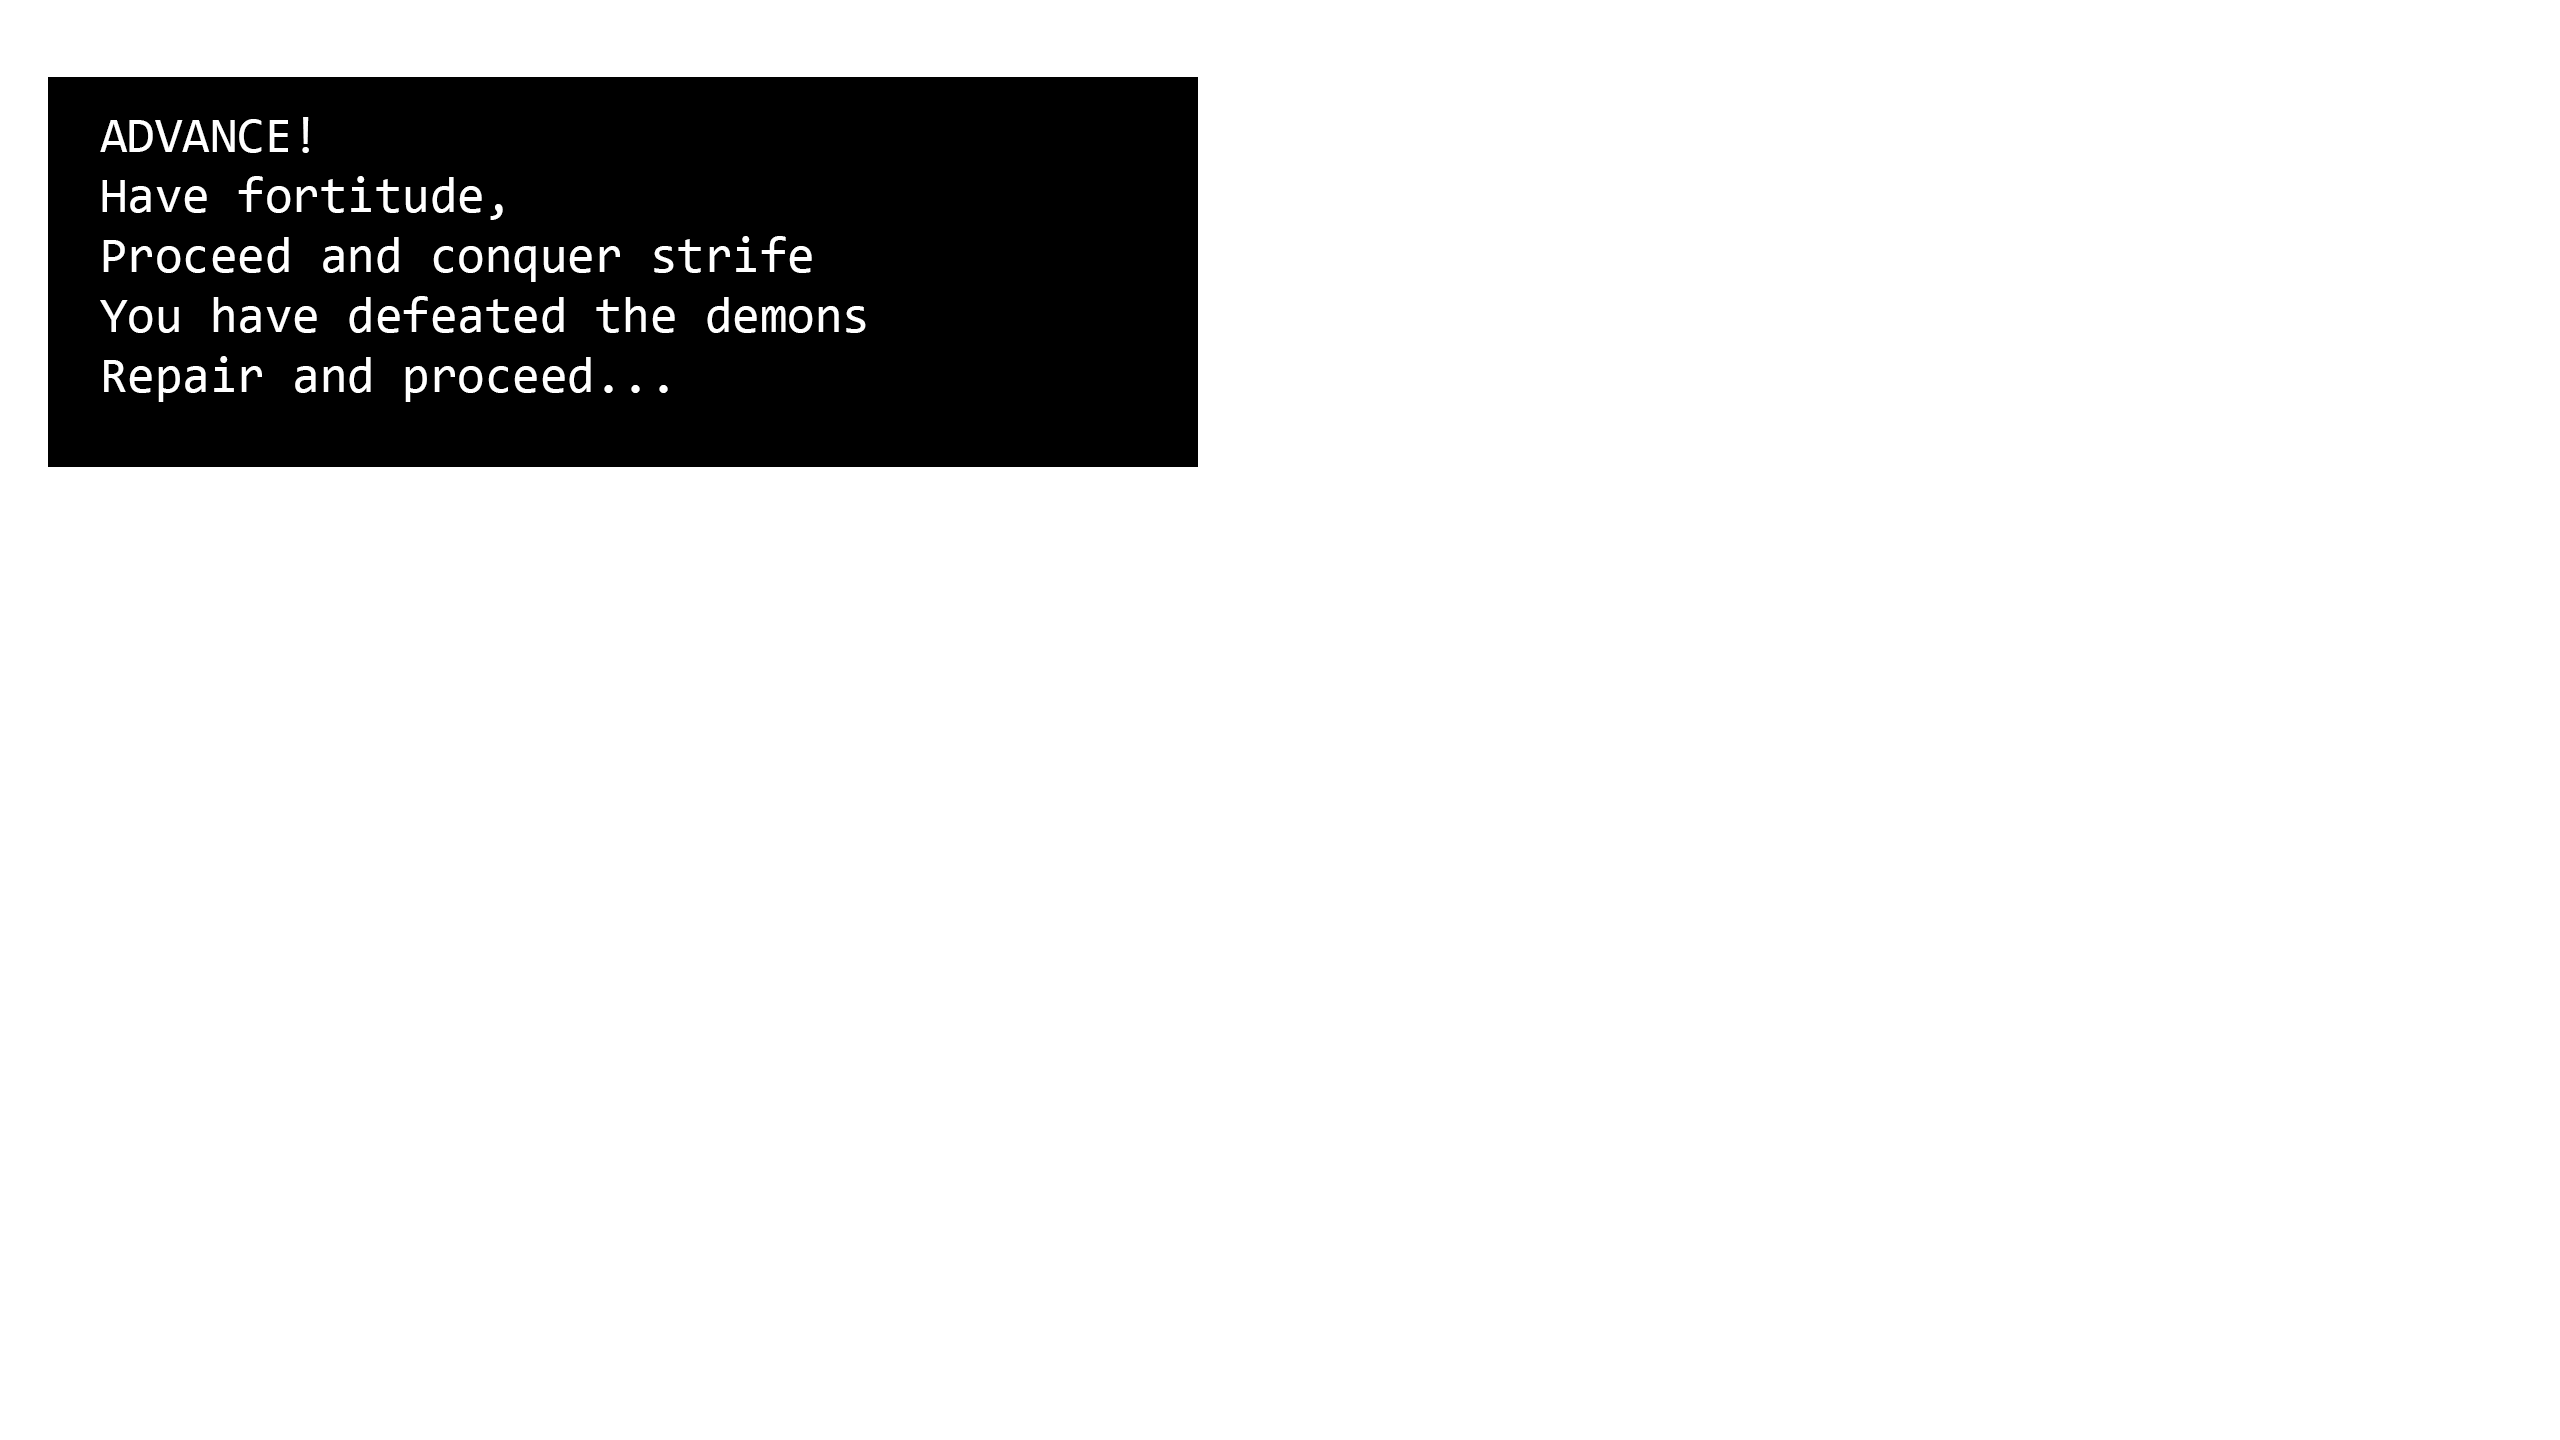 ADVANCE!
Have fortitude,
Proceed and conquer strife
You have defeated the demons
Repair and proceed...